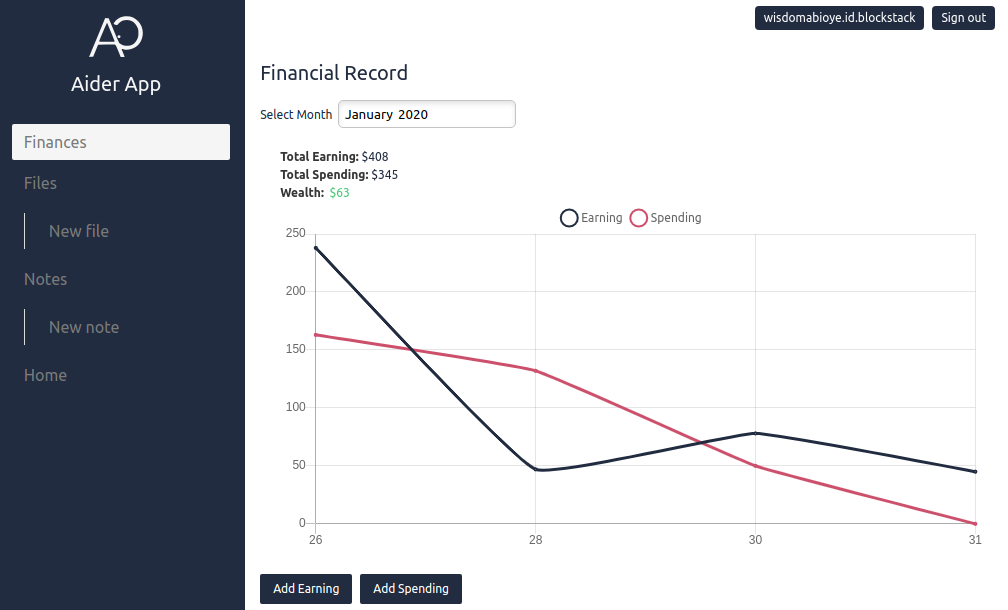 wisdomabioye.id.blockstack Sign out
Aider App
Finances
Files
New file
Notes
New note
Home
Financial Record
Select Month January 2020
Total Earning: $408
Total Spending: $345
Wealth: $63
Earning Spending
250
200
150
100
50
0
26 28 30 31
Add Earning Add Spending